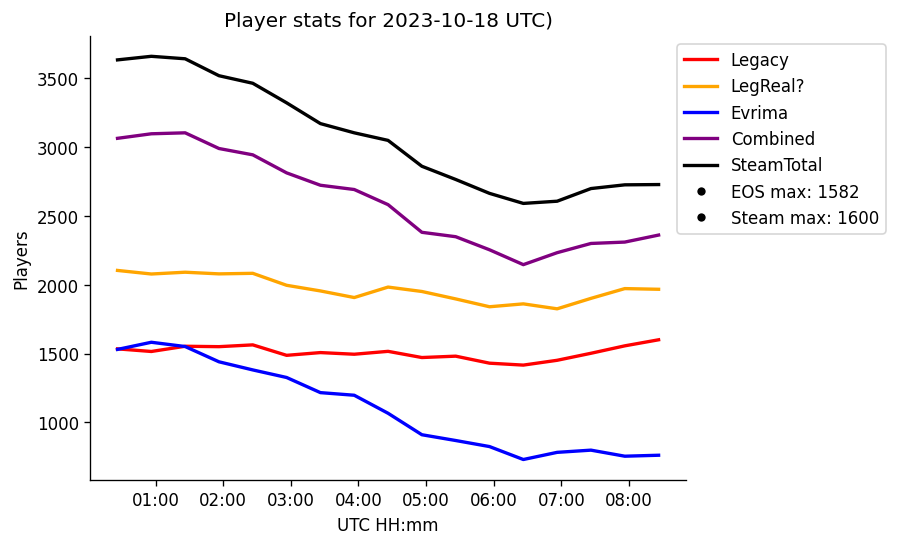 Player stats for 2023-10-18 UTC)
3500
3000
2500
2000
1500
1000
Players
01:00 02:00 03:00 04:00 05:00 06:00 07:00 08:00
UTC HH:mm
Legacy
LegReal?
Evrima
Combined
SteamTotal
EOS max: 1582
Steam max: 1600